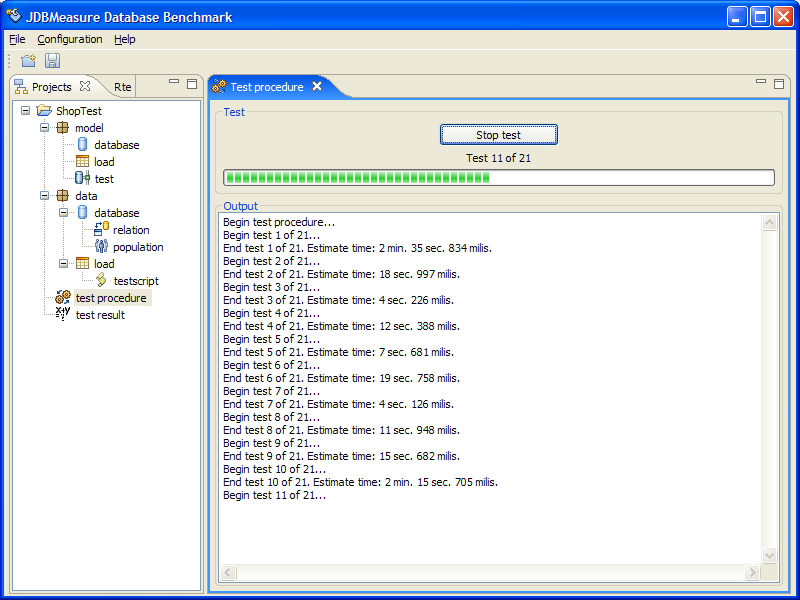 JDBMeasure Database Benchmark
File Configuration Help
Projects Rte
ShopTest
model
database
load
test
data
database
relation
population
load
testscript
test procedure
X+Y
test result
Test procedure
Test
Stop test
Test 11 of 21
Output
Begin test procedure...
Begin test 1 of 21...
End test 1 of 21. Estimate time: 2 min. 35 sec. 834 milis.
Begin test 2 of 21...
End test 2 of 21. Estimate time: 18 sec. 997 milis.
Begin test 3 of 21...
End test 3 of 21. Estimate time: 4 sec. 226 milis.
Begin test 4 of 21...
End test 4 of 21. Estimate time: 12 sec. 388 milis.
Begin test 5 of 21...
End test 5 of 21. Estimate time: 7 sec. 681 milis.
Begin test 6 of 21...
End test 6 of 21. Estimate time: 19 sec. 758 milis.
Begin test 7 of 21...
End test 7 of 21. Estimate time: 4 sec. 126 milis.
Begin test 8 of 21...
End test 8 of 21. Estimate time: 11 sec. 948 milis.
Begin test 9 of 21...
End test 9 of 21. Estimate time: 15 sec. 682 milis.
Begin test 10 of 21...
End test 10 of 21. Estimate time: 2 min. 15 sec. 705 milis.
Begin test 11 of 21...